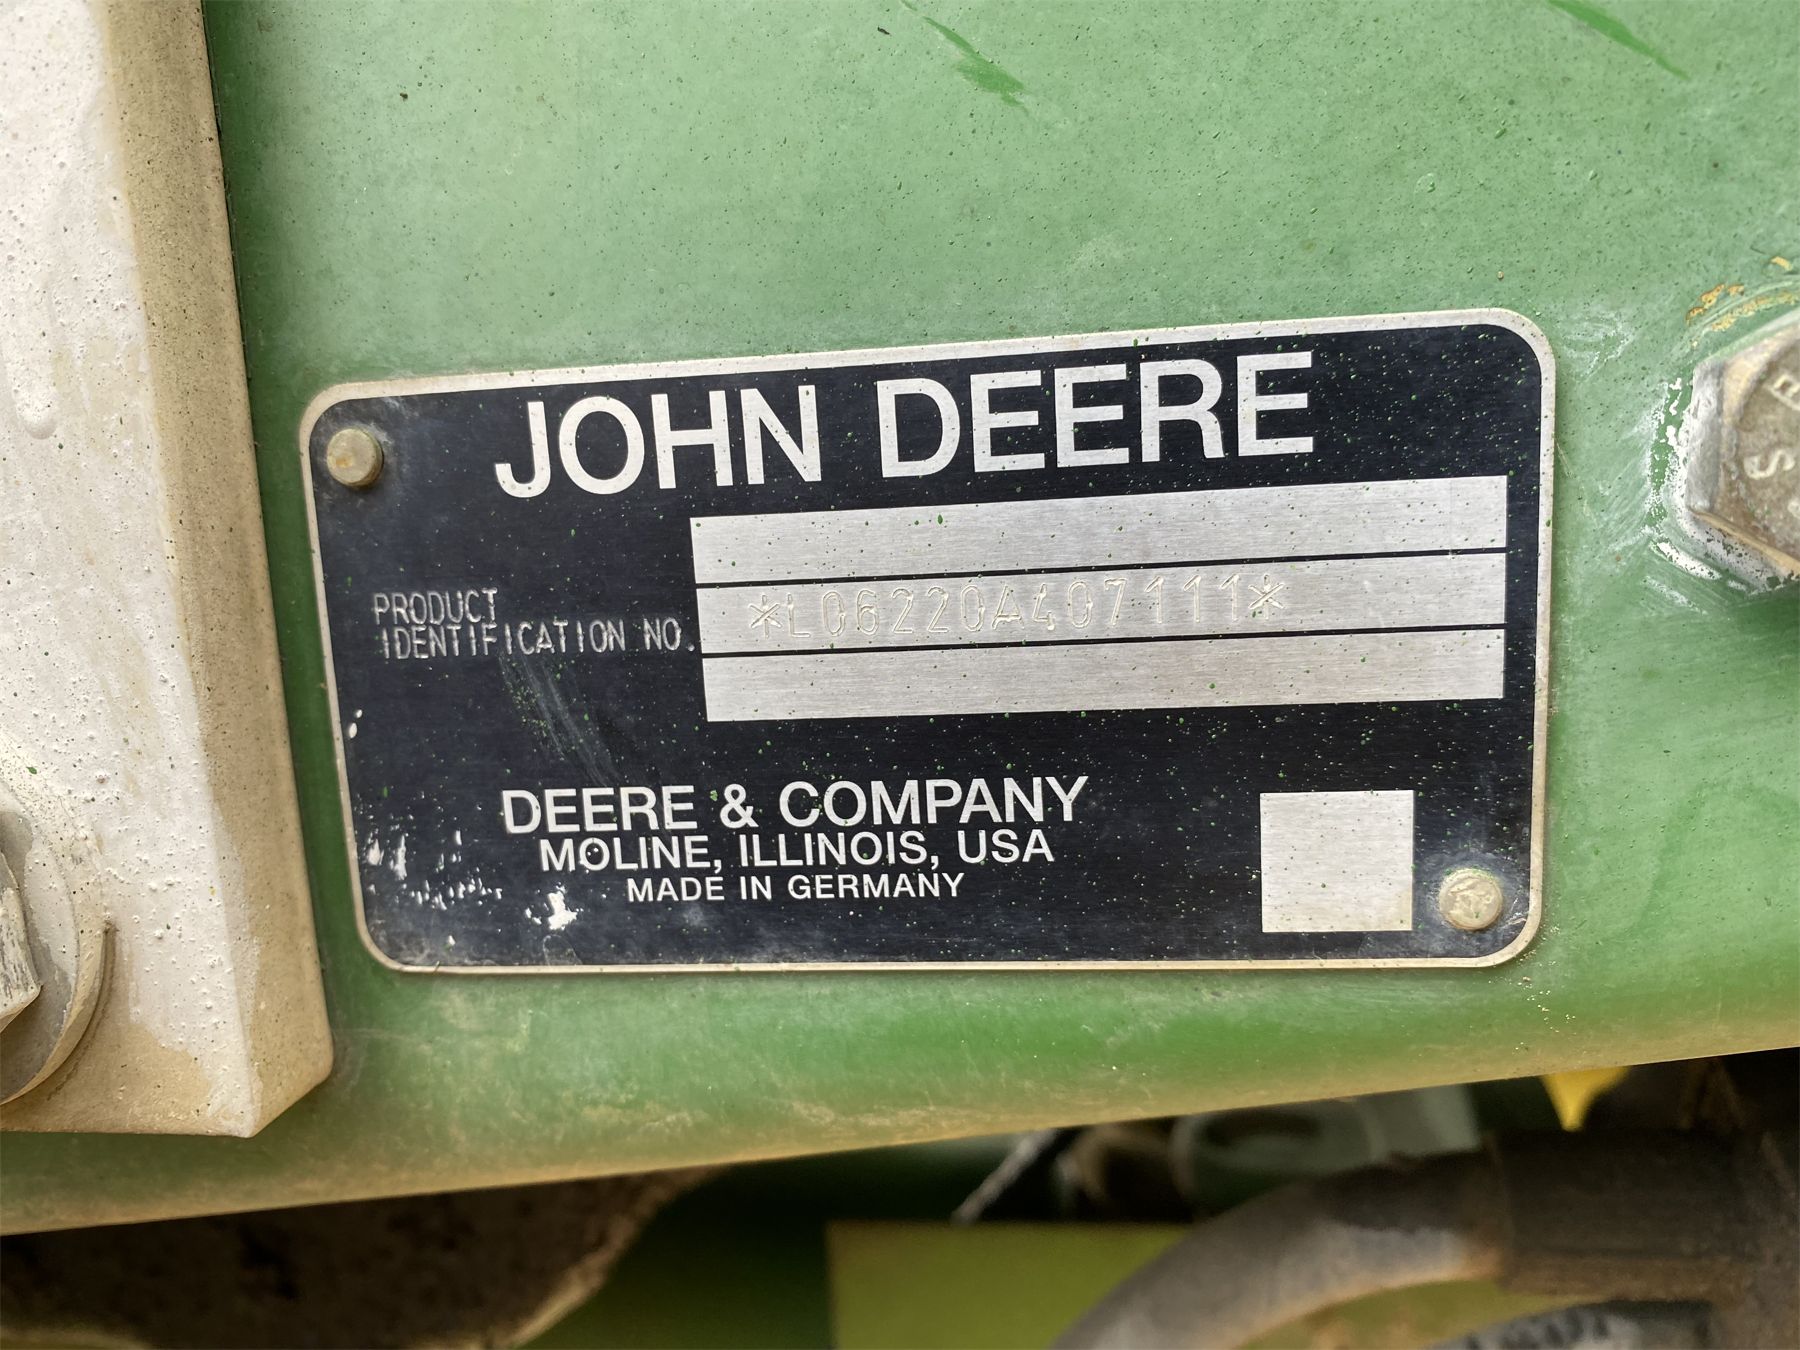 JOHN DEERE
PRODUCT
IDENTIFICATION NO.
*L06220A407111*
DEERE & COMPANY
MOLINE, ILLINOIS, USA
MADE IN GERMANY